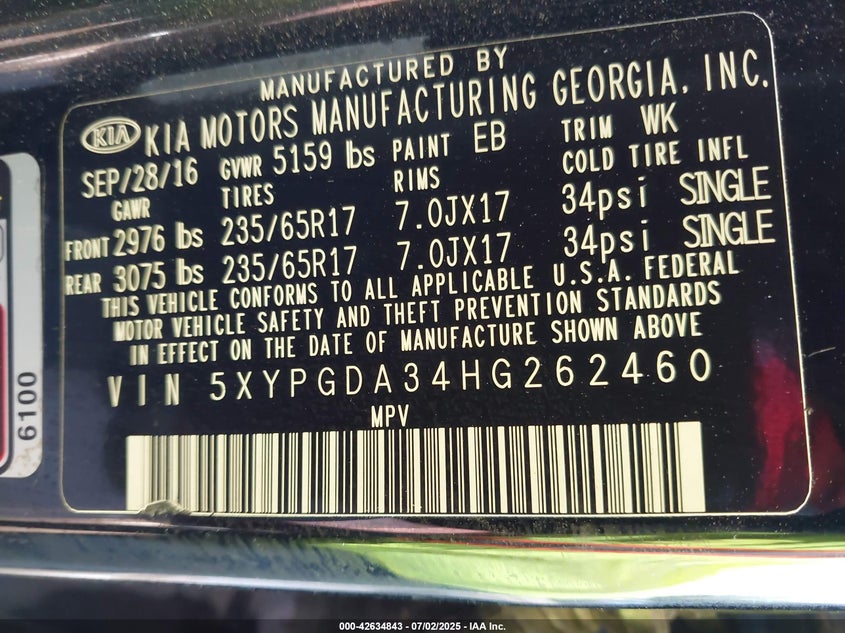 MANUFACTURED BY
KIA KIA MOTORS MANUFACTURING GEORGIA, INC.
SEP/28/16 GVWR 5159 lbs PAINT EB TRIM WK
GAWR TIRES RIMS COLD TIRE INFL
FRONT 2976 lbs 235/65R17 7.0JX17 34psi SINGLE
REAR 3075 lbs 235/65R17 7.0JX17 34psi SINGLE
THIS VEHICLE CONFORMS TO ALL APPLICABLE U.S.A. FEDERAL
MOTOR VEHICLE SAFETY AND THEFT PREVENTION STANDARDS
IN EFFECT ON THE DATE OF MANUFACTURE SHOWN ABOVE
VIN 5XYPGDA34HG262460
MPV
6100
000-42634843 / 07/02/2025 - IAA Inc.